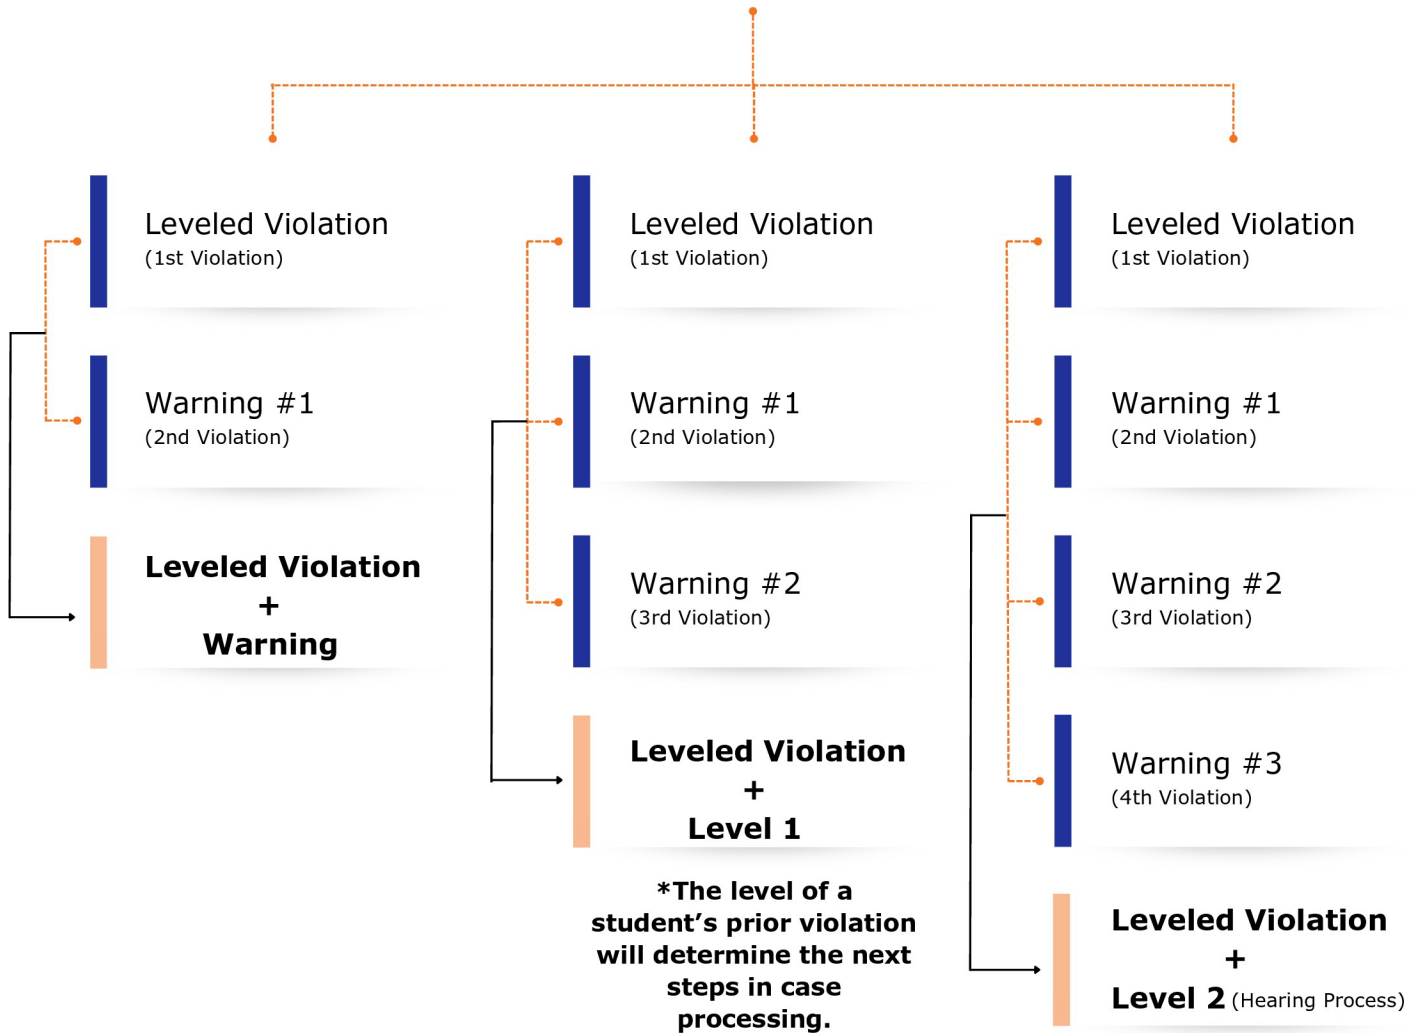 Leveled Violation
(1st Violation)
Warning #1
(2nd Violation)
Leveled Violation
+
Warning
Leveled Violation
(1st Violation)
Warning #1
(2nd Violation)
Warning #2
(3rd Violation)
Leveled Violation
+
Level 1
*The level of a
student’s prior violation
will determine the next
steps in case
processing.
Leveled Violation
(1st Violation)
Warning #1
(2nd Violation)
Warning #2
(3rd Violation)
Warning #3
(4th Violation)
Leveled Violation
+
Level 2 (Hearing Process)